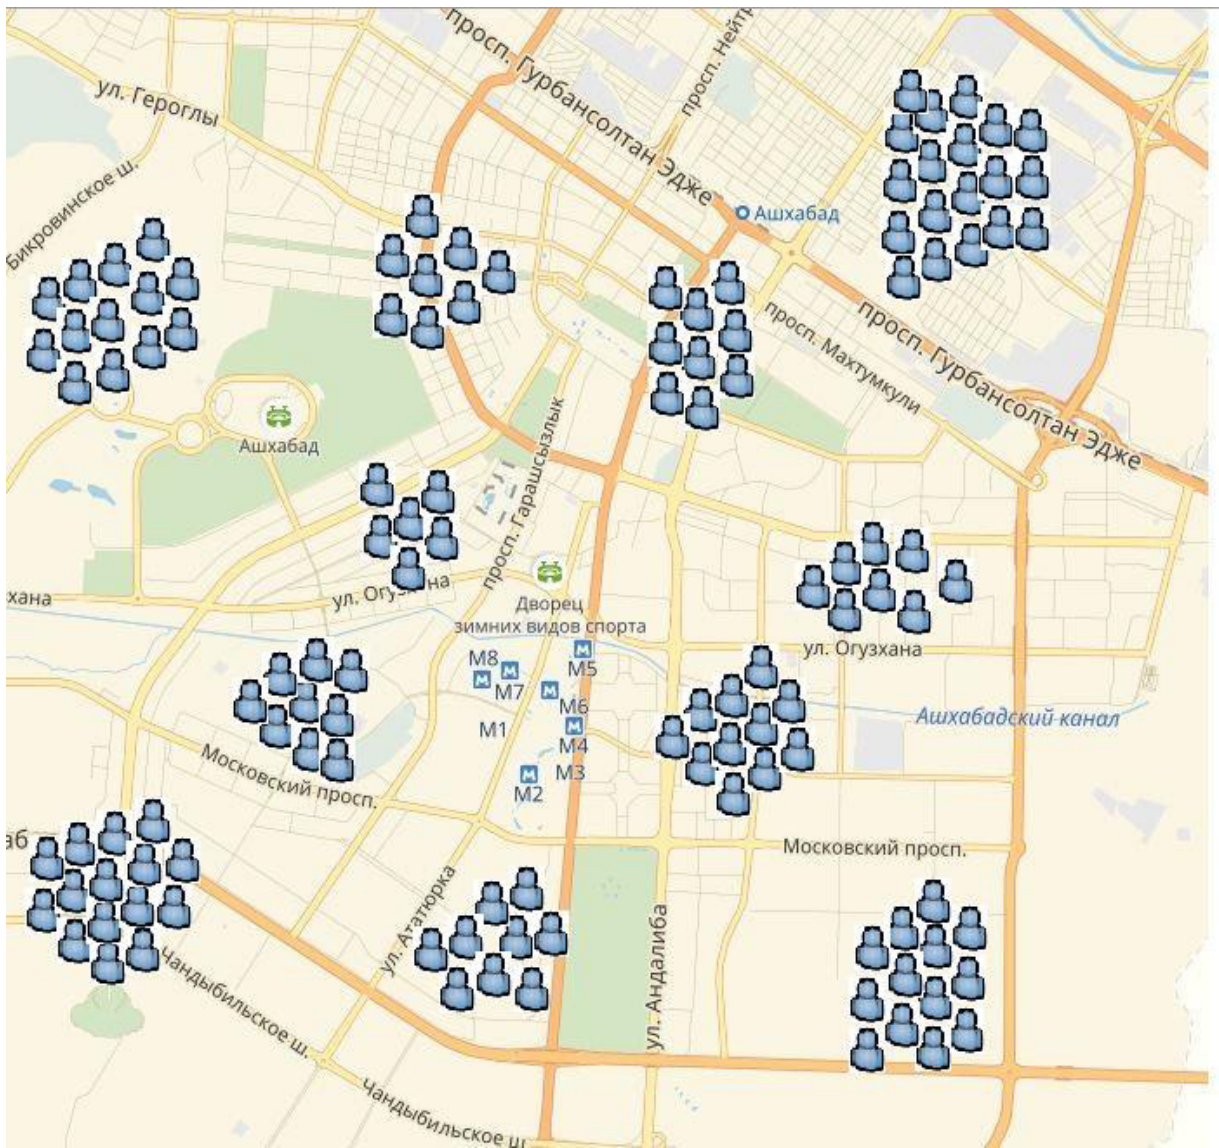 просп. Гурбансолтан Эдже
просп. Нейтр
ул. Героглы
Бикровинское ш.
Ашхабад
просп. Махтумкули
просп. Гурбансолтан Эдже
Ашхабад
просп. Гарашсызлык
хана
ул. Огузхана
Дворец
зимних видов спорта
ул. Огузхана
M8
M5
M7
M6
M1
M4
M3
M2
Ашхабадский канал
Московский просп.
аб
Московский просп.
ул. Ататюрка
ул. Андалиба
Чандыбильское ш.
Чандыбильское ш.